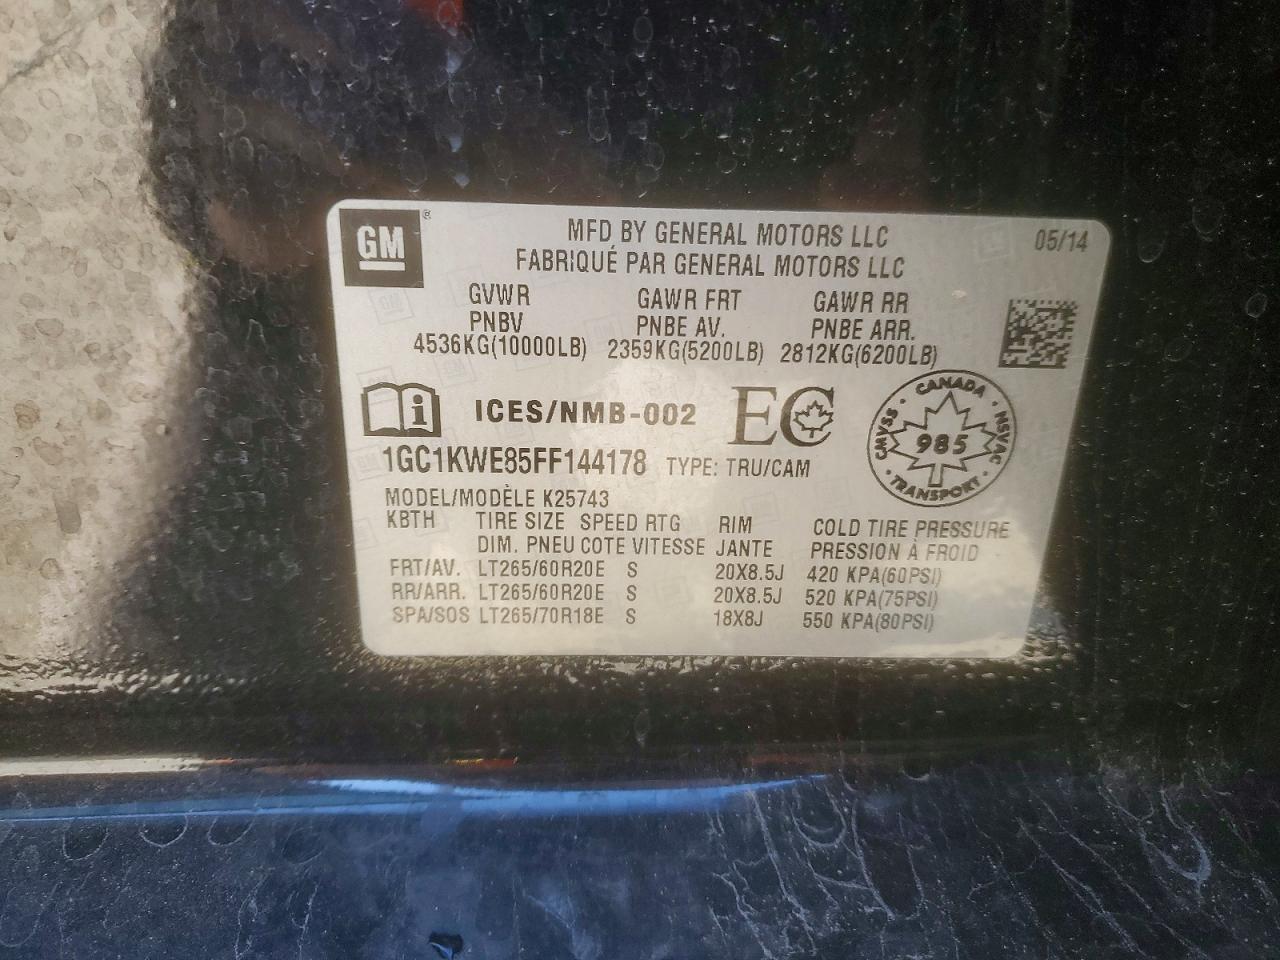 GM ®
MFD BY GENERAL MOTORS LLC
05/14
FABRIQUÉ PAR GENERAL MOTORS LLC
GVWR GAWR FRT GAWR RR
PNBV PNBE AV. PNBE ARR.
4536KG(10000LB) 2359KG(5200LB) 2812KG(6200LB)
i ICES/NMB-002 EC
CANADA
CMVSS 985 NSVAC
TRANSPORT
1GC1KWE85FF144178 TYPE: TRU/CAM
MODEL/MODÈLE K25743
KBTH TIRE SIZE SPEED RTG RIM COLD TIRE PRESSURE
DIM. PNEU COTE VITESSE JANTE PRESSION À FROID
FRT/AV. LT265/60R20E S 20X8.5J 420 KPA(60PSI)
RR/ARR. LT265/60R20E S 20X8.5J 520 KPA(75PSI)
SPA/SOS LT265/70R18E S 18X8J 550 KPA(80PSI)